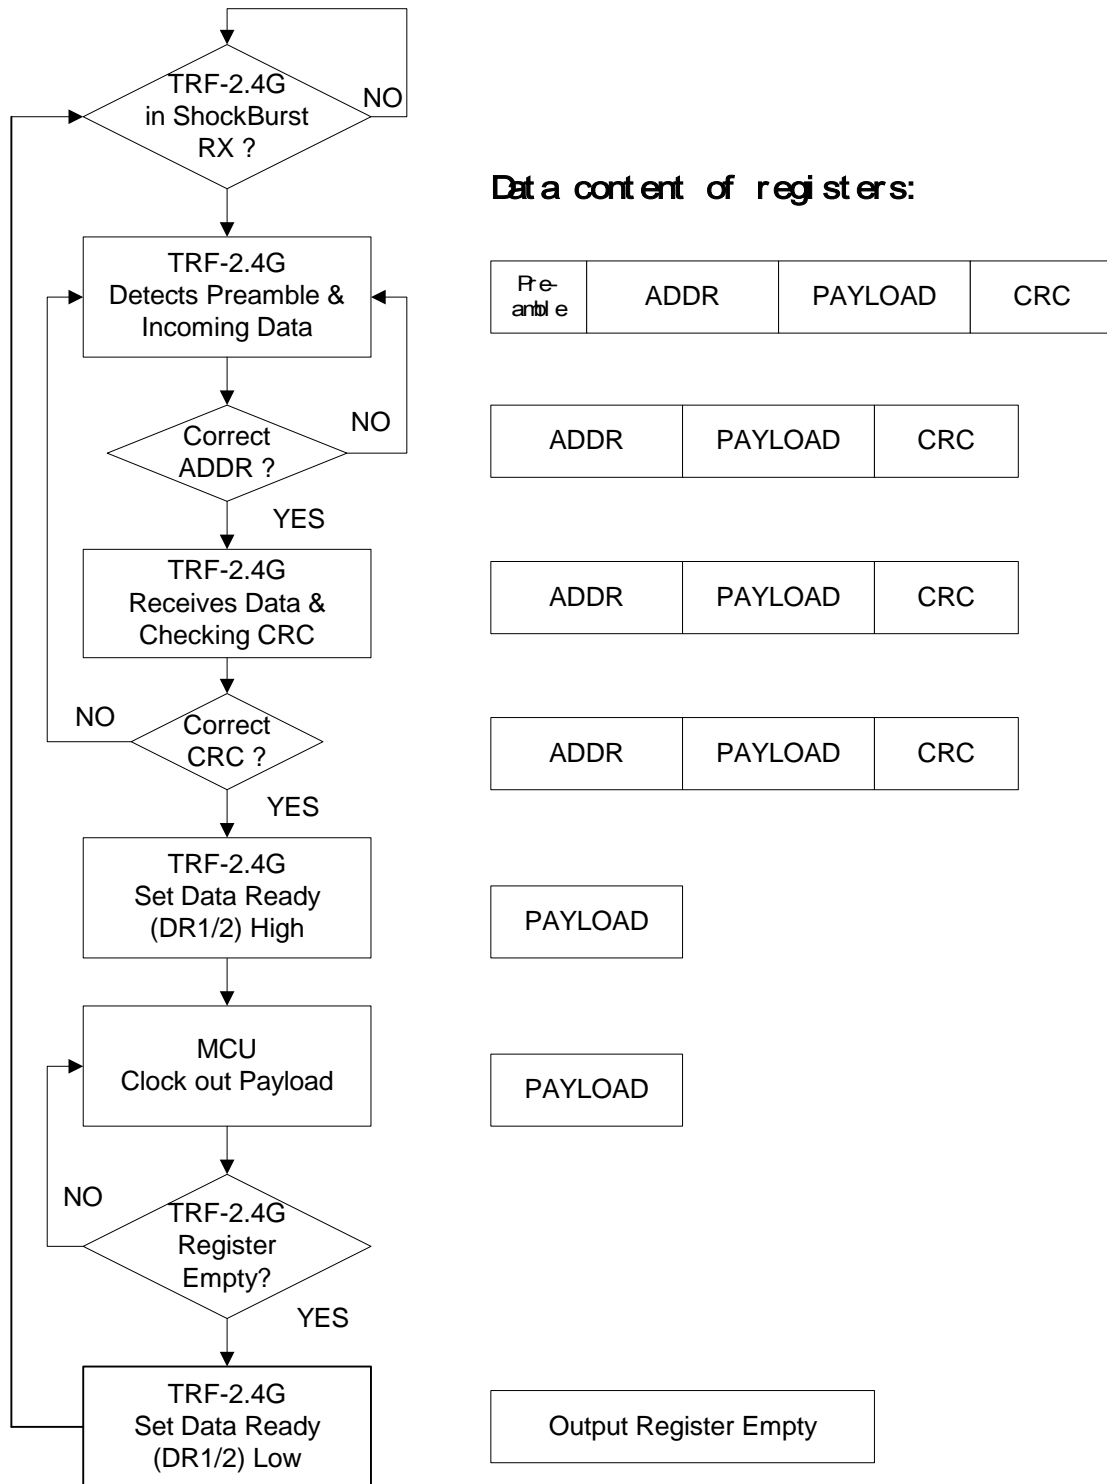 TRF-2.4G
in ShockBurst
RX ?
NO
Data content of registers:
TRF-2.4G
Detects Preamble &
Incoming Data
Pre-
amble
ADDR
PAYLOAD
CRC
NO
Correct
ADDR ?
ADDR
PAYLOAD
CRC
YES
TRF-2.4G
Receives Data &
Checking CRC
ADDR
PAYLOAD
CRC
NO
Correct
CRC ?
ADDR
PAYLOAD
CRC
YES
TRF-2.4G
Set Data Ready
(DR1/2) High
PAYLOAD
MCU
Clock out Payload
PAYLOAD
NO
TRF-2.4G
Register
Empty?
YES
TRF-2.4G
Set Data Ready
(DR1/2) Low
Output Register Empty